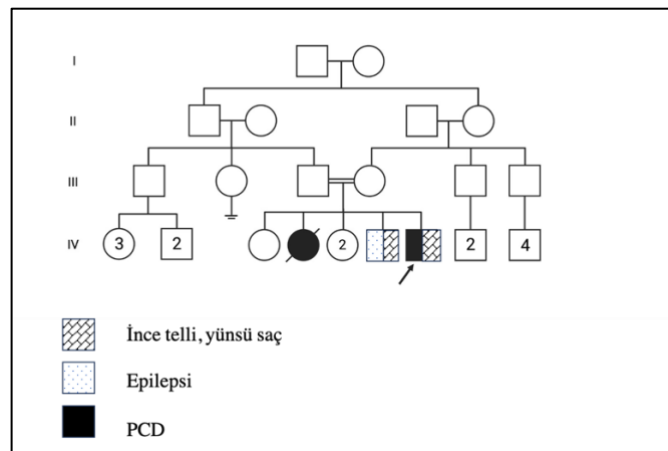 I
II
III
IV
3
2
2
2
4
İnce telli, yünsü saç
Epilepsi
PCD